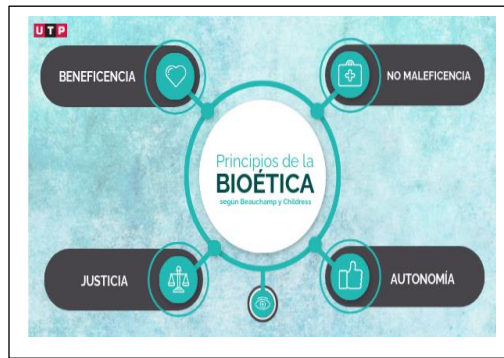 UTP
BENEFICENCIA
NO MALEFICENCIA
Principios de la
BIOÉTICA
según Beauchamp y Childress
JUSTICIA
AUTONOMÍA